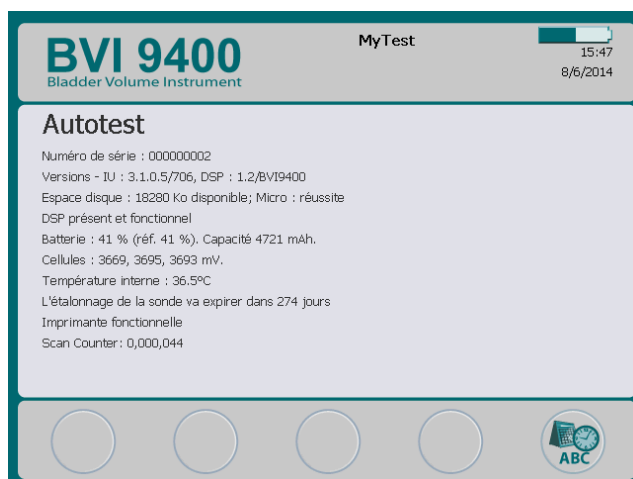 BVI 9400
Bladder Volume Instrument
MyTest
15:47
8/6/2014
Autotest
Numéro de série : 000000002
Versions - IU : 3.1.0.5/706, DSP : 1.2/BVI9400
Espace disque : 18280 Ko disponible; Micro : réussite
DSP présent et fonctionnel
Batterie : 41 % (réf. 41 %). Capacité 4721 mAh.
Cellules : 3669, 3695, 3693 mV.
Température interne : 36.5ºC
L'étalonnage de la sonde va expirer dans 274 jours
Imprimante fonctionnelle
Scan Counter: 0,000,044
ABC